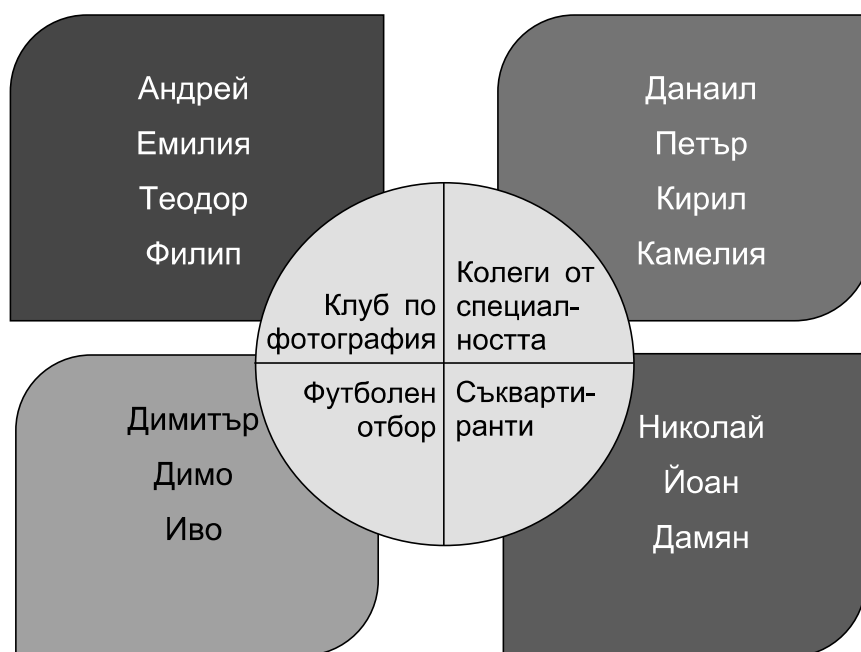 Андрей
Емилия
Теодор
Филип
Данаил
Петър
Кирил
Камелия
Клуб по
фотография
Колеги от
специал-
ността
Футболен
отбор
Съкварти-
ранти
Димитър
Димо
Иво
Николай
Йоан
Дамян